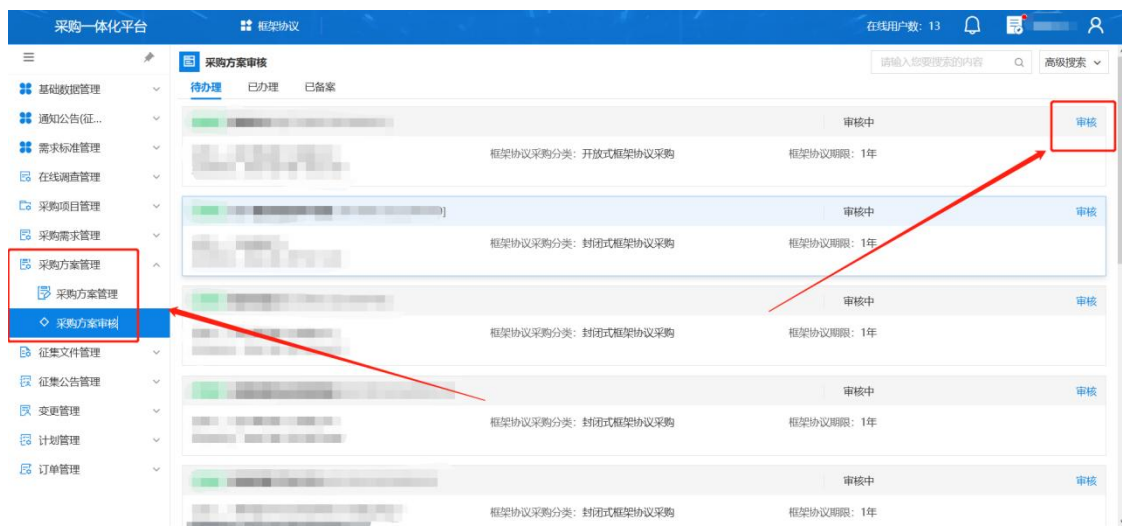 采购一体化平台
框架协议
在线用户数: 13
采购方案审核
请输入您要搜索的内容
高级搜索
待办理 已办理 已备案
基础数据管理
通知公告(征...
需求标准管理
在线调查管理
采购项目管理
采购需求管理
采购方案管理
采购方案管理
采购方案审核
征集文件管理
征集公告管理
变更管理
计划管理
订单管理
审核中 审核
框架协议采购分类: 开放式框架协议采购 框架协议期限: 1年
审核中 审核
框架协议采购分类: 封闭式框架协议采购 框架协议期限: 1年
审核中 审核
框架协议采购分类: 封闭式框架协议采购 框架协议期限: 1年
审核中 审核
框架协议采购分类: 封闭式框架协议采购 框架协议期限: 1年
审核中 审核
框架协议采购分类: 封闭式框架协议采购 框架协议期限: 1年